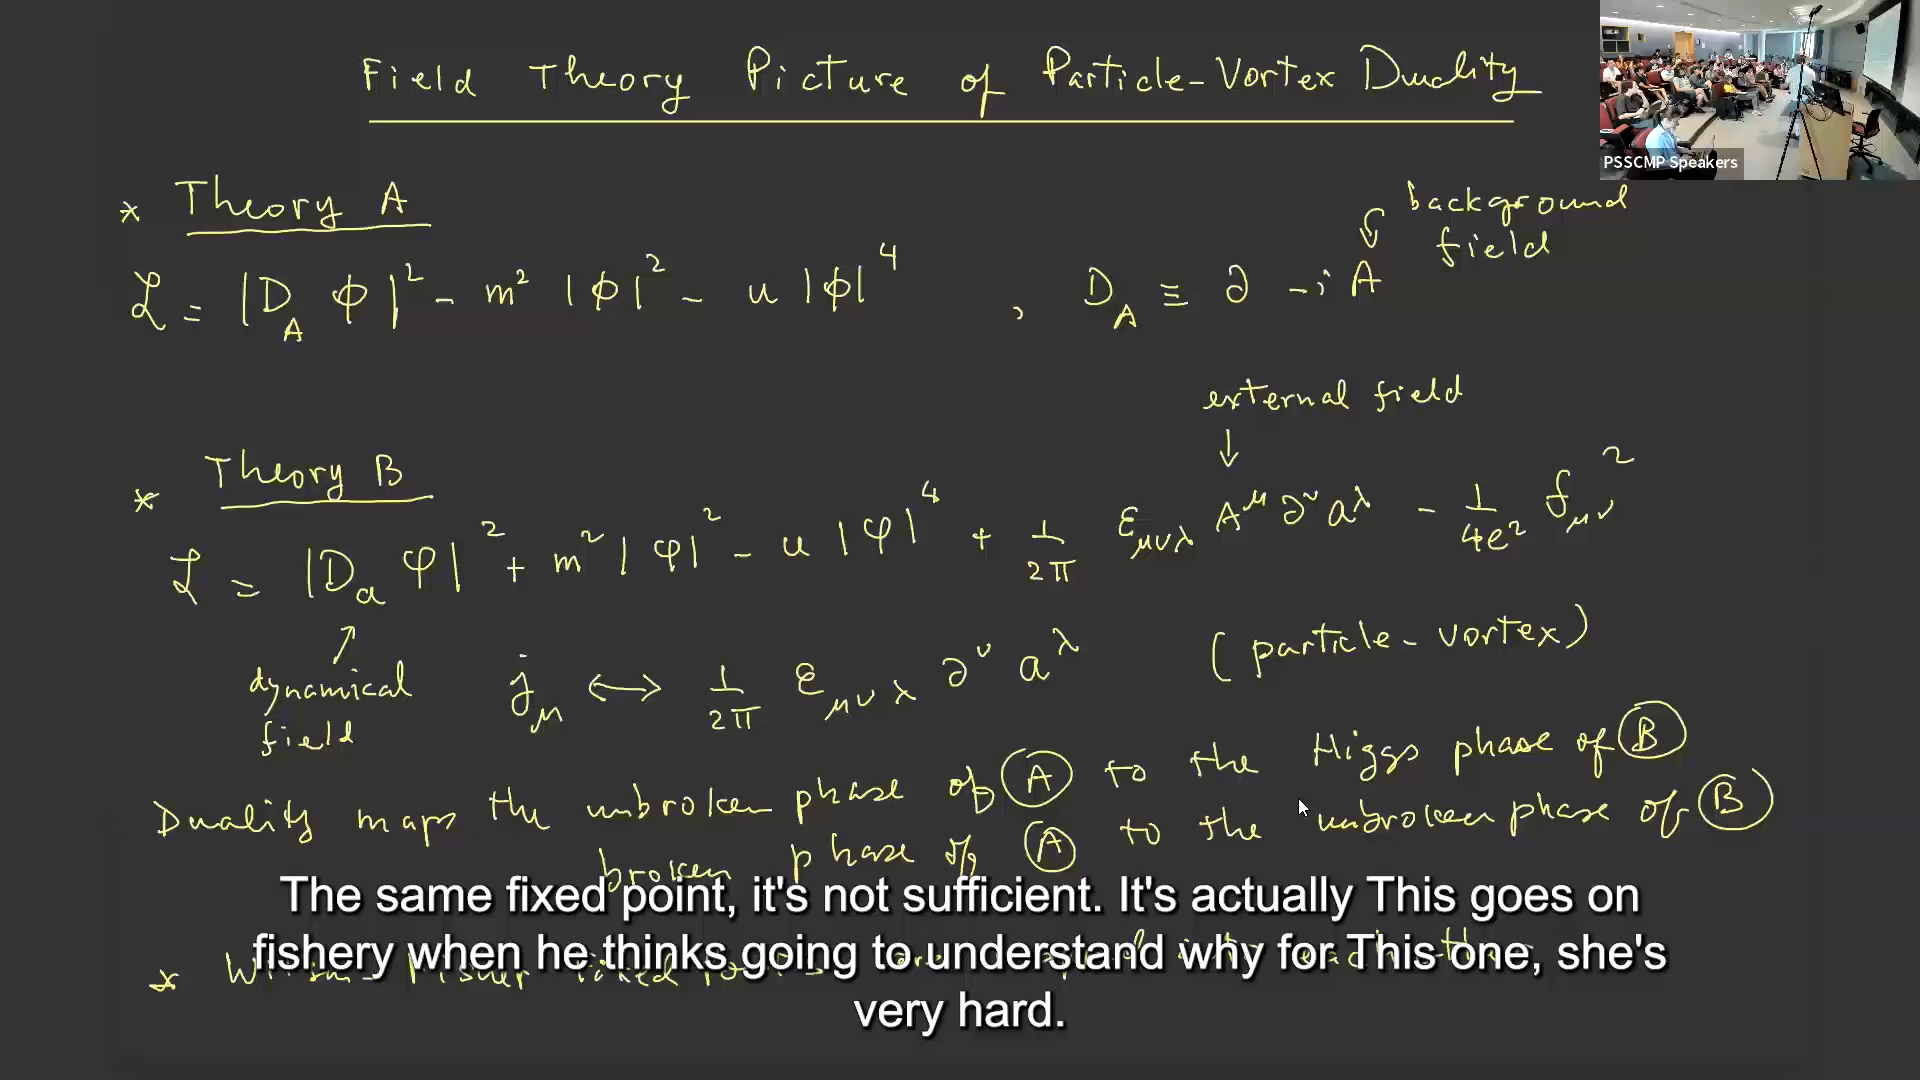 Field Theory Picture of Particle-Vortex Duality
PSSCMP Speakers
* Theory A
background field
ℒ = |D_A ϕ|² - m² |ϕ|² - u |ϕ|⁴ , D_A ≡ ∂ - i A
external field
* Theory B
ℒ = |D_a φ|² + m² |φ|² - u |φ|⁴ + 1/2π ε_μνλ A^μ ∂^ν a^λ - 1/4e² f_μν²
dynamical field
j_μ ↔ 1/2π ε_μνλ ∂^ν a^λ (particle-vortex)
Duality maps the unbroken phase of Ⓐ to the Higgs phase of Ⓑ
broken phase of Ⓐ to the unbroken phase of Ⓑ
The same fixed point, it's not sufficient. It's actually This goes on
fishery when he thinks going to understand why for This one, she's
very hard.